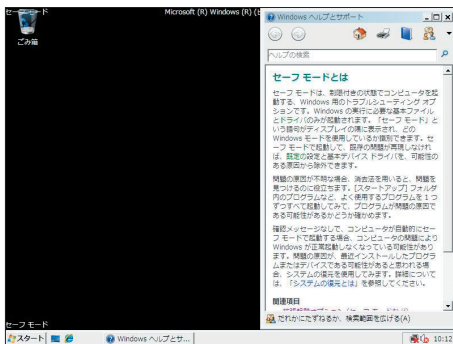 セーフ モード
Microsoft (R) Windows (R) (
ごみ箱
Windows ヘルプとサポート
ヘルプの検索
セーフ モードとは
セーフ モードは、制限付きの状態でコンピュータを起
動する、Windows 用のトラブルシューティング オプ
ションです。Windows の実行に必要な基本ファイル
とドライバのみが起動されます。「セーフ モード」と
いう語句がディスプレイの隅に表示され、どの
Windows モードを使用しているか識別できます。セ
ーフ モードで起動して、既存の問題が再現しなけれ
ば、既定の設定と基本デバイス ドライバを、可能性の
ある原因から除外できます。
問題の原因が不明な場合、消去法を用いると、問題を
見つけるのに役立ちます。[スタートアップ] フォルダ
内のプログラムなど、よく使用するプログラムを 1 つ
ずつすべて起動してみて、プログラムが問題の原因で
ある可能性があるかどうか確かめます。
確認メッセージなしで、コンピュータが自動的にセー
フ モードで起動する場合、コンピュータの問題により
Windows が正常起動しなくなっている可能性があり
ます。問題の原因が、最近インストールしたプログラ
ムまたはデバイスである可能性があると思われる場
合、システムの復元を使用してみます。詳細について
は、「システムの復元とは」を参照してください。
関連項目
だれかにたずねるか、検索範囲を広げる(A)
セーフ モード
スタート
Windows ヘルプとサ...
10:12